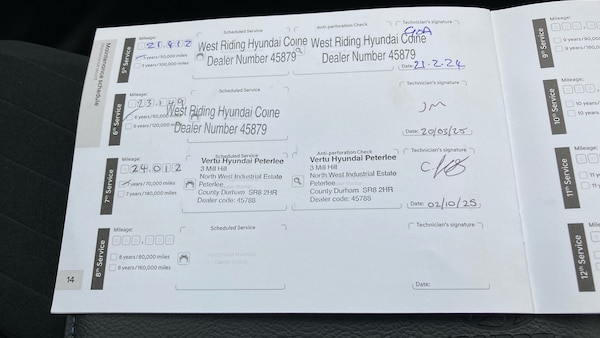 Maintenance schedule
5th Service
Mileage:
21,812
5 years/50,000 miles
5 years/100,000 miles
Scheduled Service
West Riding Hyundai Colne
Dealer Number 45879
Anti-perforation Check
West Riding Hyundai Colne
Dealer Number 45879
Technician's signature
Date: 21.2.24
6th Service
Mileage:
23,149
6 years/60,000 miles
6 years/120,000 miles
West Riding Hyundai Colne
Dealer Number 45879
Technician's signature
JM
Date: 20/03/25
7th Service
Mileage:
24,012
7 years/70,000 miles
7 years/140,000 miles
Scheduled Service
Vertu Hyundai Peterlee
3 Mill Hill
North West Industrial Estate
Peterlee
County Durham SR8 2HR
Dealer code: 45788
Anti-perforation Check
Vertu Hyundai Peterlee
3 Mill Hill
North West Industrial Estate
Peterlee
County Durham SR8 2HR
Dealer code: 45788
Technician's signature
Date: 02/10/25
8th Service
Mileage:
8 years/80,000 miles
8 years/160,000 miles
Scheduled Service
Technician's signature
Date:
14
9th Service
Mileage:
10th Service
10 years
11th Service
Mileage:
12th Service